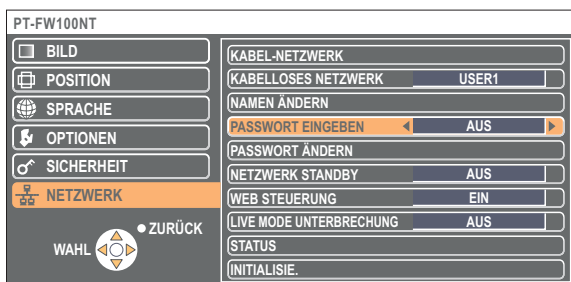 PT-FW100NT
BILD
POSITION
SPRACHE
OPTIONEN
SICHERHEIT
NETZWERK
ZURÜCK
WAHL
KABEL-NETZWERK
KABELLOSES NETZWERK USER1
NAMEN ÄNDERN
PASSWORT EINGEBEN AUS
PASSWORT ÄNDERN
NETZWERK STANDBY AUS
WEB STEUERUNG EIN
LIVE MODE UNTERBRECHUNG AUS
STATUS
INITIALISIE.